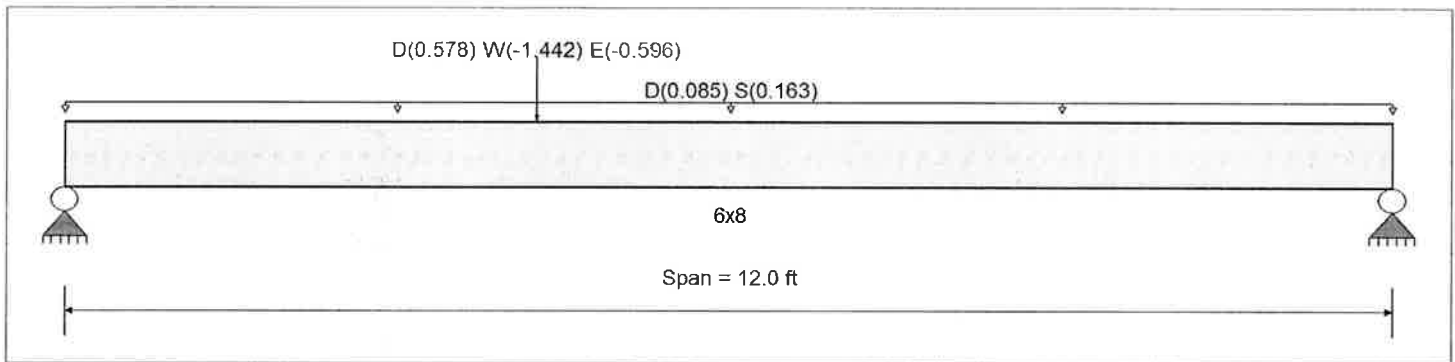 D(0.578) W(-1.442) E(-0.596)
D(0.085) S(0.163)
6x8
Span = 12.0 ft